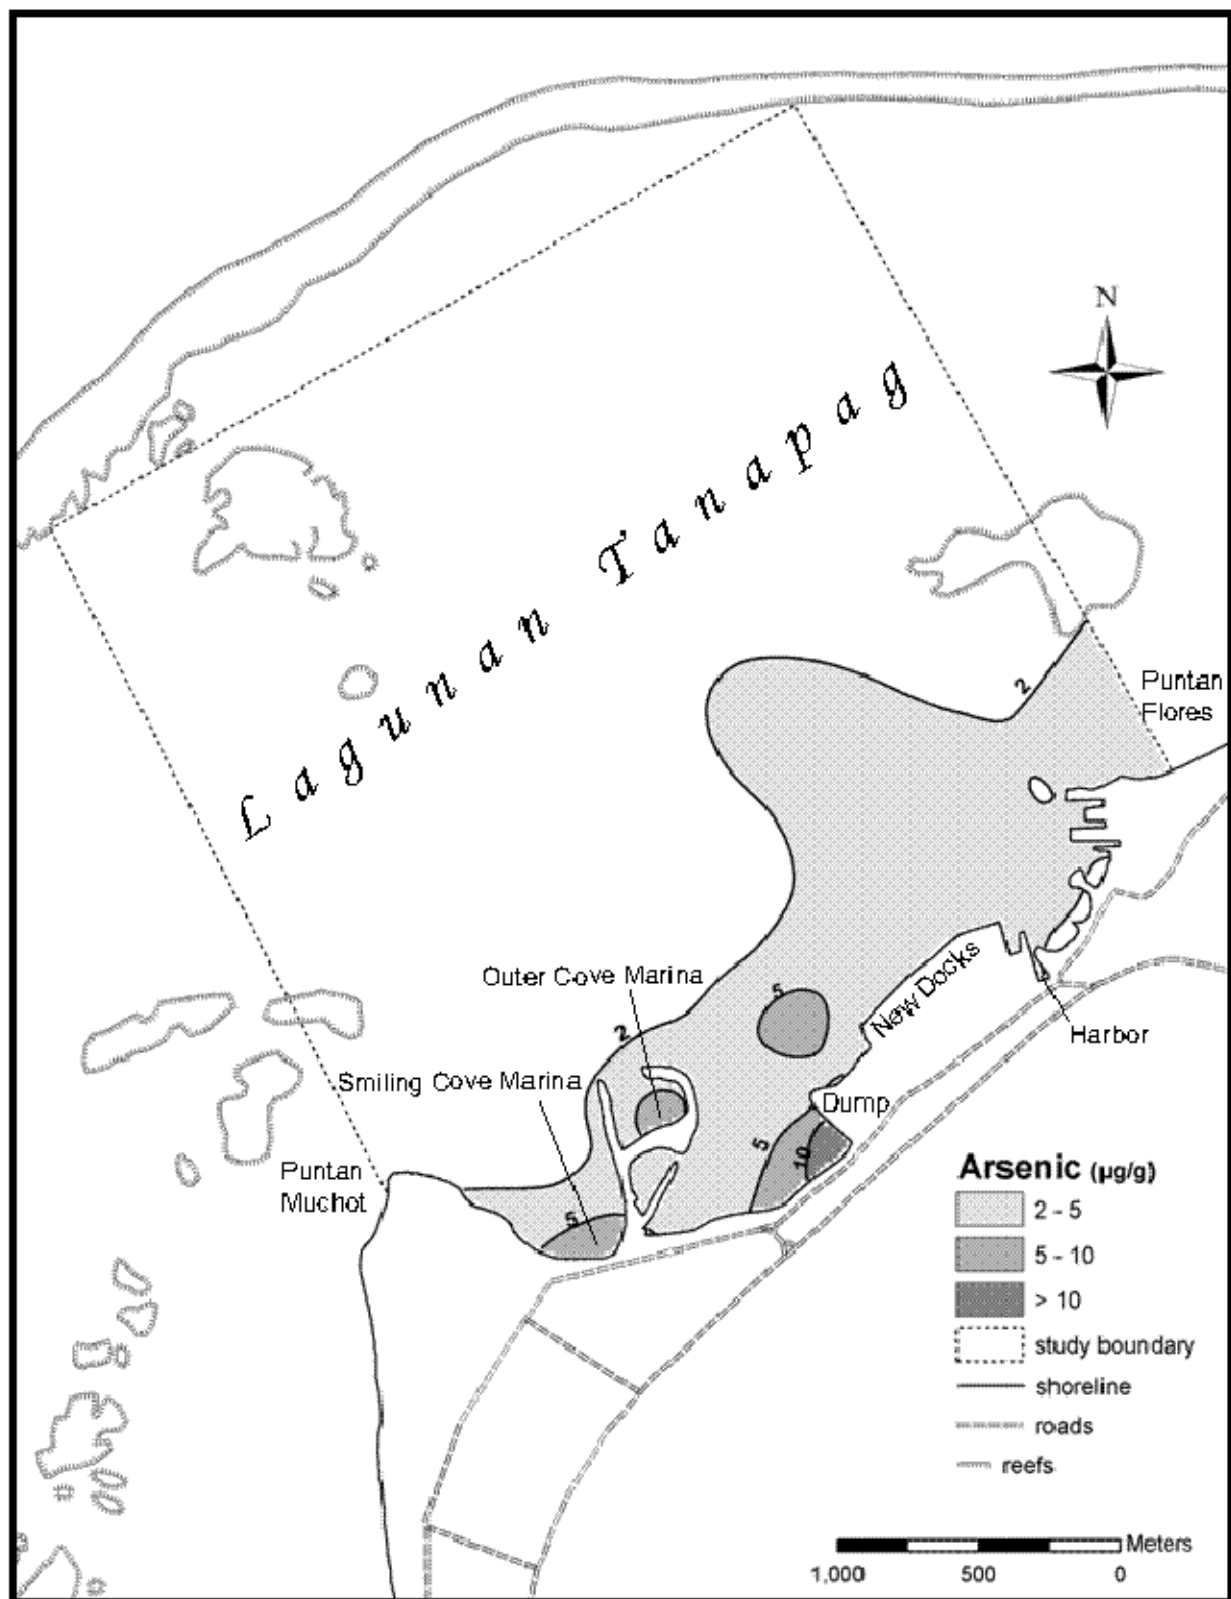 N
Lagunan Tanapag
2
Puntan
Flores
Outer Cove Marina
5
New Docks
2
Harbor
Smiling Cove Marina
Dump
5
10
Puntan
Muchot
5
Arsenic (µg/g)
2 - 5
5 - 10
> 10
study boundary
shoreline
roads
reefs
Meters
1,000 500 0